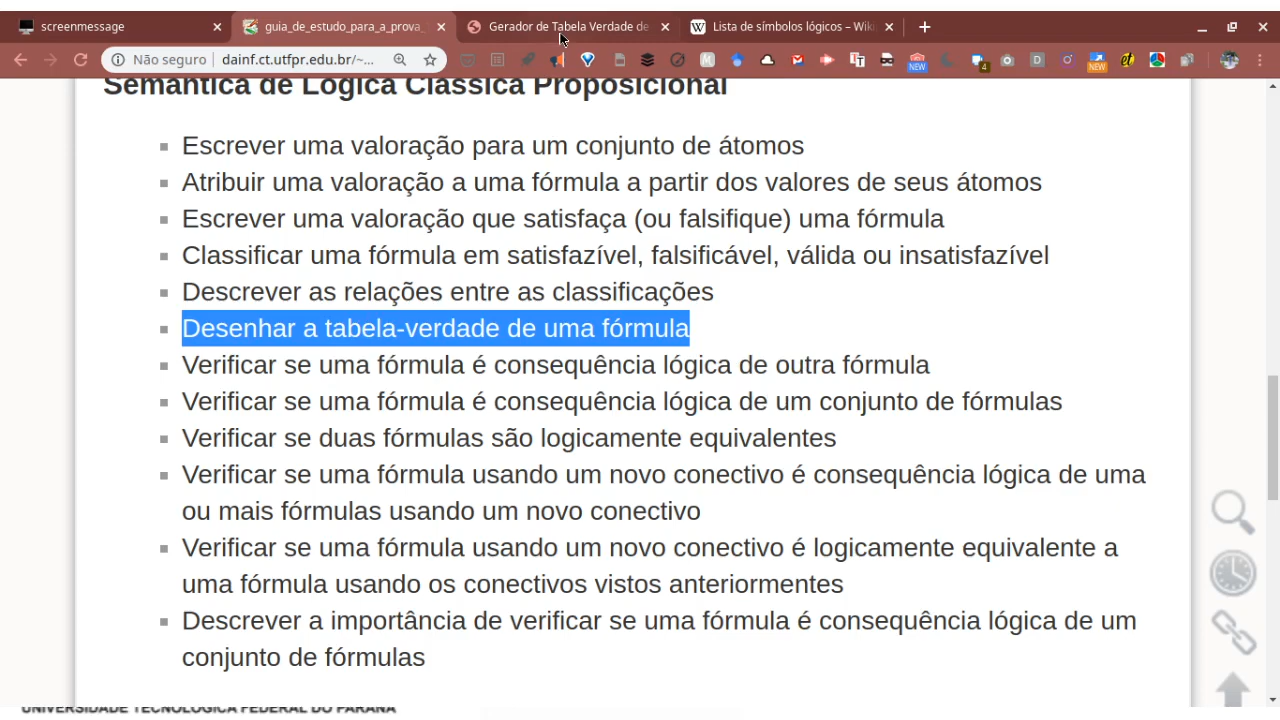 screenmessage
guia_de_estudo_para_a_prova_
Gerador de Tabela Verdade de
Lista de símbolos lógicos – Wiki
Não seguro
dainf.ct.utfpr.edu.br/~...
NEW
4
D
NEW
Semântica de Lógica Clássica Proposicional
Escrever uma valoração para um conjunto de átomos
Atribuir uma valoração a uma fórmula a partir dos valores de seus átomos
Escrever uma valoração que satisfaça (ou falsifique) uma fórmula
Classificar uma fórmula em satisfazível, falsificável, válida ou insatisfazível
Descrever as relações entre as classificações
Desenhar a tabela-verdade de uma fórmula
Verificar se uma fórmula é consequência lógica de outra fórmula
Verificar se uma fórmula é consequência lógica de um conjunto de fórmulas
Verificar se duas fórmulas são logicamente equivalentes
Verificar se uma fórmula usando um novo conectivo é consequência lógica de uma
ou mais fórmulas usando um novo conectivo
Verificar se uma fórmula usando um novo conectivo é logicamente equivalente a
uma fórmula usando os conectivos vistos anteriormentes
Descrever a importância de verificar se uma fórmula é consequência lógica de um
conjunto de fórmulas
UNIVERSIDADE TECNOLÓGICA FEDERAL DO PARANÁ